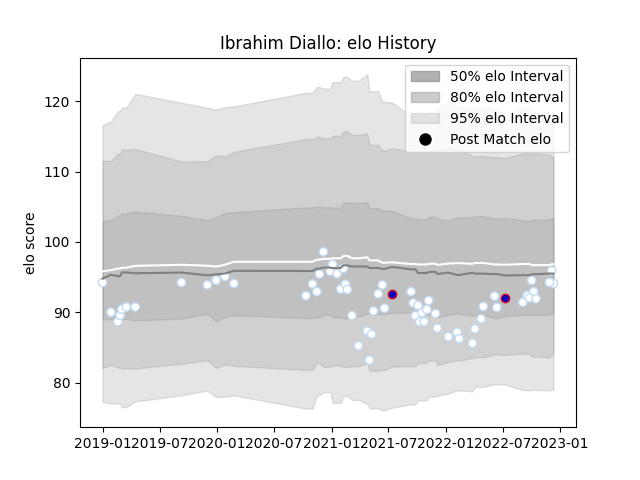 Ibrahim Diallo: elo History
50% elo Interval
80% elo Interval
95% elo Interval
Post Match elo
elo score
120
110
100
90
80
2019-01 2019-07 2020-01 2020-07 2021-01 2021-07 2022-01 2022-07 2023-01